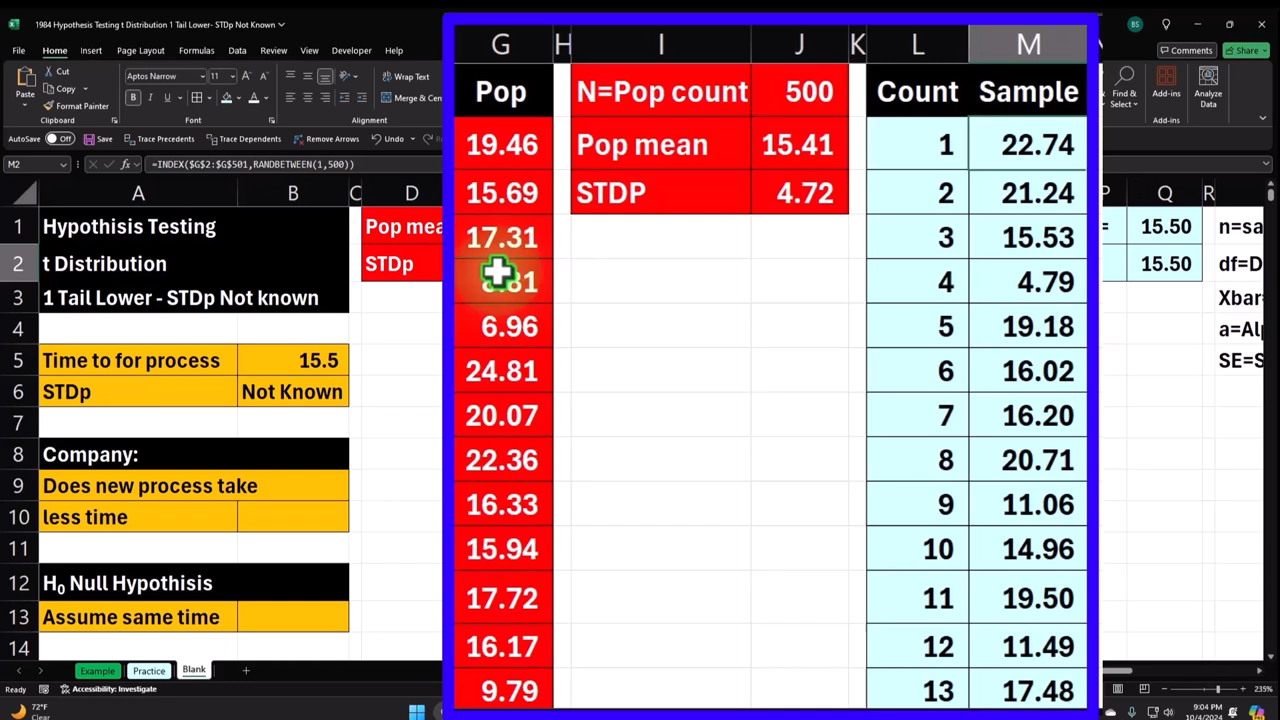 1984 Hypothesis Testing t Distribution 1 Tail Lower- STDp Not Known
BS
File Home Insert Page Layout Formulas Data Review View Developer
Comments Share
Paste
Cut
Copy
Format Painter
Aptos Narrow 11
B I
Wrap Text
Merge & Cen
Find &
Select
Add-ins
Analyze
Data
Clipboard
Font
Alignment
Add-ins
AutoSave Off Save Trace Precedents Trace Dependents Remove Arrows Undo
M2 fx =INDEX($G$2:$G$501,RANDBETWEEN(1,500))
A B C D G H I J K L M P Q R
1 Hypothisis Testing
2 t Distribution
3 1 Tail Lower - STDp Not known
4
5 Time to for process 15.5
6 STDp Not Known
7
8 Company:
9 Does new process take
10 less time
11
12 H₀ Null Hypothisis
13 Assume same time
14
Pop mea
STDp
Pop N=Pop count 500 Count Sample
19.46 Pop mean 15.41 1 22.74
15.69 STDP 4.72 2 21.24
17.31 3 15.53
4 4.79
6.96 5 19.18
24.81 6 16.02
20.07 7 16.20
22.36 8 20.71
16.33 9 11.06
15.94 10 14.96
17.72 11 19.50
16.17 12 11.49
9.79 13 17.48
= 15.50 n=sa
15.50 df=D
Xbar=
a=Al
SE=S
Example Practice Blank
Ready Accessibility: Investigate 235%
72°F
Clear
9:04 PM
10/4/2024